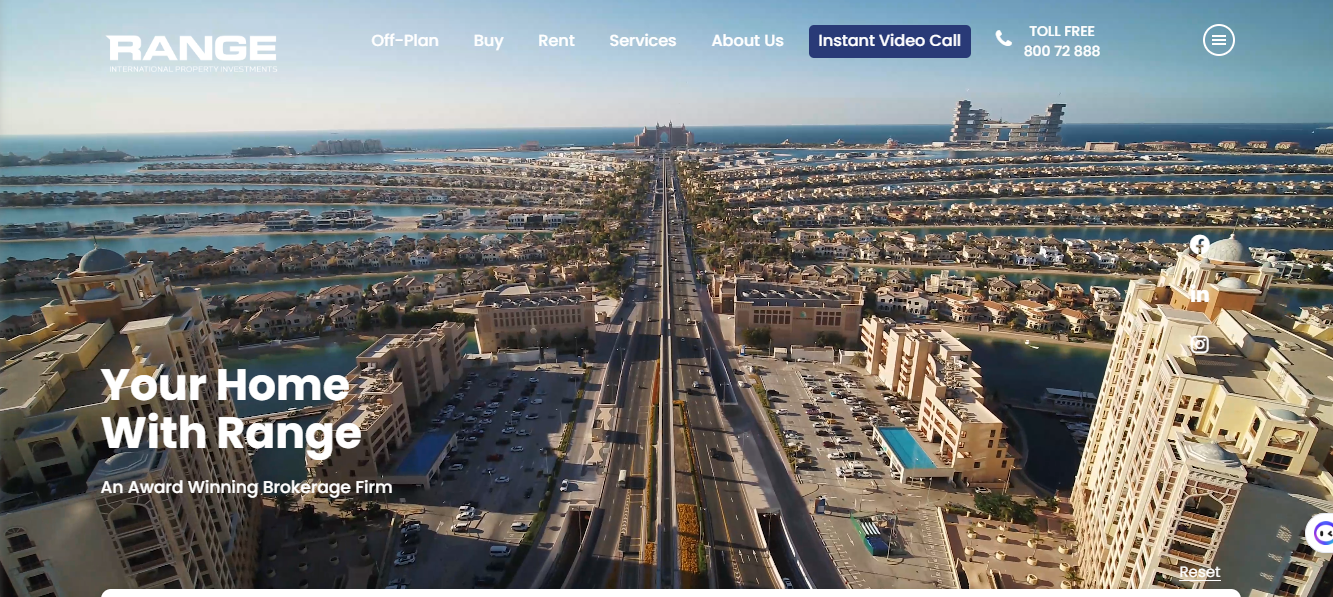 RANGE
INTERNATIONAL PROPERTY INVESTMENTS
Off-Plan
Buy
Rent
Services
About Us
Instant Video Call
TOLL FREE
800 72 888
Your Home
With Range
An Award Winning Brokerage Firm
Reset